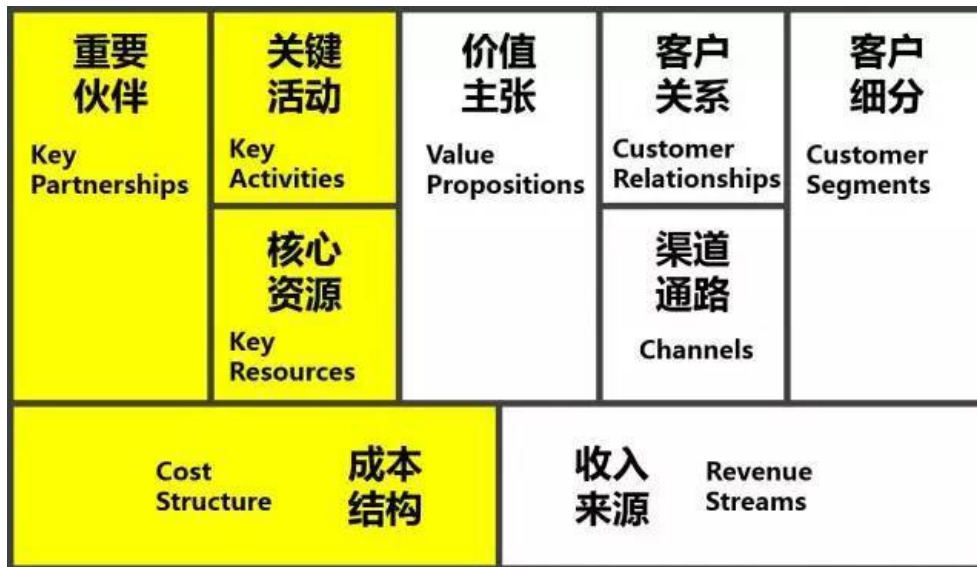 重要
伙伴
Key
Partnerships
关键
活动
Key
Activities
核心
资源
Key
Resources
价值
主张
Value
Propositions
客户
关系
Customer
Relationships
渠道
通路
Channels
客户
细分
Customer
Segments
Cost
Structure
成本
结构
收入
来源
Revenue
Streams